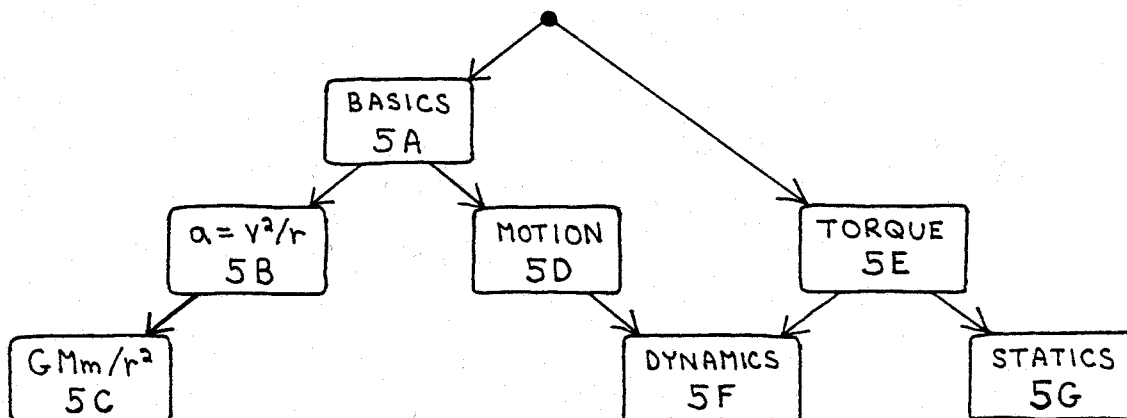 BASICS
5A
a = v²/r
5B
MOTION
5D
TORQUE
5E
GMm/r²
5C
DYNAMICS
5F
STATICS
5G